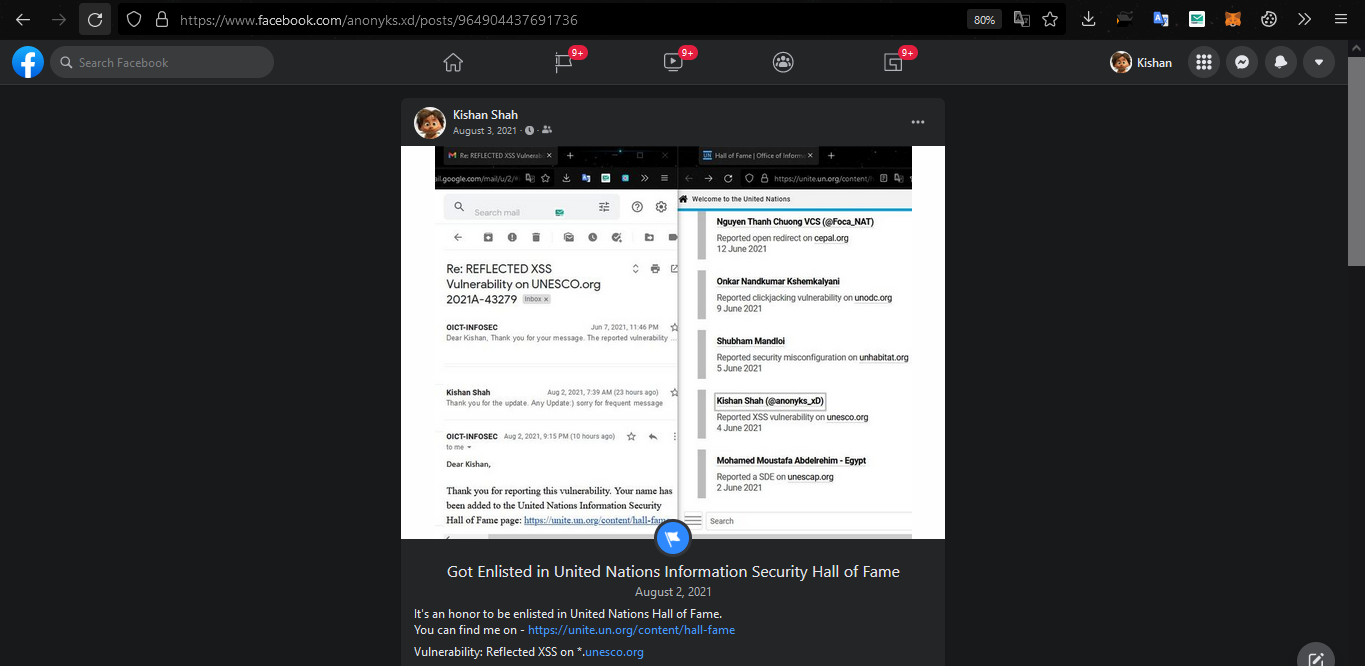 https://www.facebook.com/anonyks.xd/posts/964904437691736
80%
Search Facebook
9+
9+
9+
Kishan
Kishan Shah
August 3, 2021 ·
Re: REFLECTED XSS Vulnerab
ail.google.com/mail/u/2/
Search mail
Re: REFLECTED XSS
Vulnerability on UNESCO.org
2021A-43279 Inbox x
OICT-INFOSEC Jun 7, 2021, 11:46 PM
Dear Kishan, Thank you for your message. The reported vulnerability ...
Kishan Shah Aug 2, 2021, 7:39 AM (23 hours ago)
Thank you for the update. Any Update:) sorry for frequent message
OICT-INFOSEC Aug 2, 2021, 9:15 PM (10 hours ago)
to me
Dear Kishan,
Thank you for reporting this vulnerability. Your name has
been added to the United Nations Information Security
Hall of Fame page: https://unite.un.org/content/hall-fame
Hall of Fame | Office of Inform
https://unite.un.org/content/
Welcome to the United Nations
Nguyen Thanh Chuong VCS (@Foca_NAT)
Reported open redirect on cepal.org
12 June 2021
Onkar Nandkumar Kshemkalyani
Reported clickjacking vulnerability on unodc.org
9 June 2021
Shubham Mandloi
Reported security misconfiguration on unhabitat.org
5 June 2021
Kishan Shah (@anonyks_xD)
Reported XSS vulnerability on unesco.org
4 June 2021
Mohamed Moustafa Abdelrehim - Egypt
Reported a SDE on unescap.org
2 June 2021
Search
Got Enlisted in United Nations Information Security Hall of Fame
August 2, 2021
It's an honor to be enlisted in United Nations Hall of Fame.
You can find me on - https://unite.un.org/content/hall-fame
Vulnerability: Reflected XSS on *.unesco.org